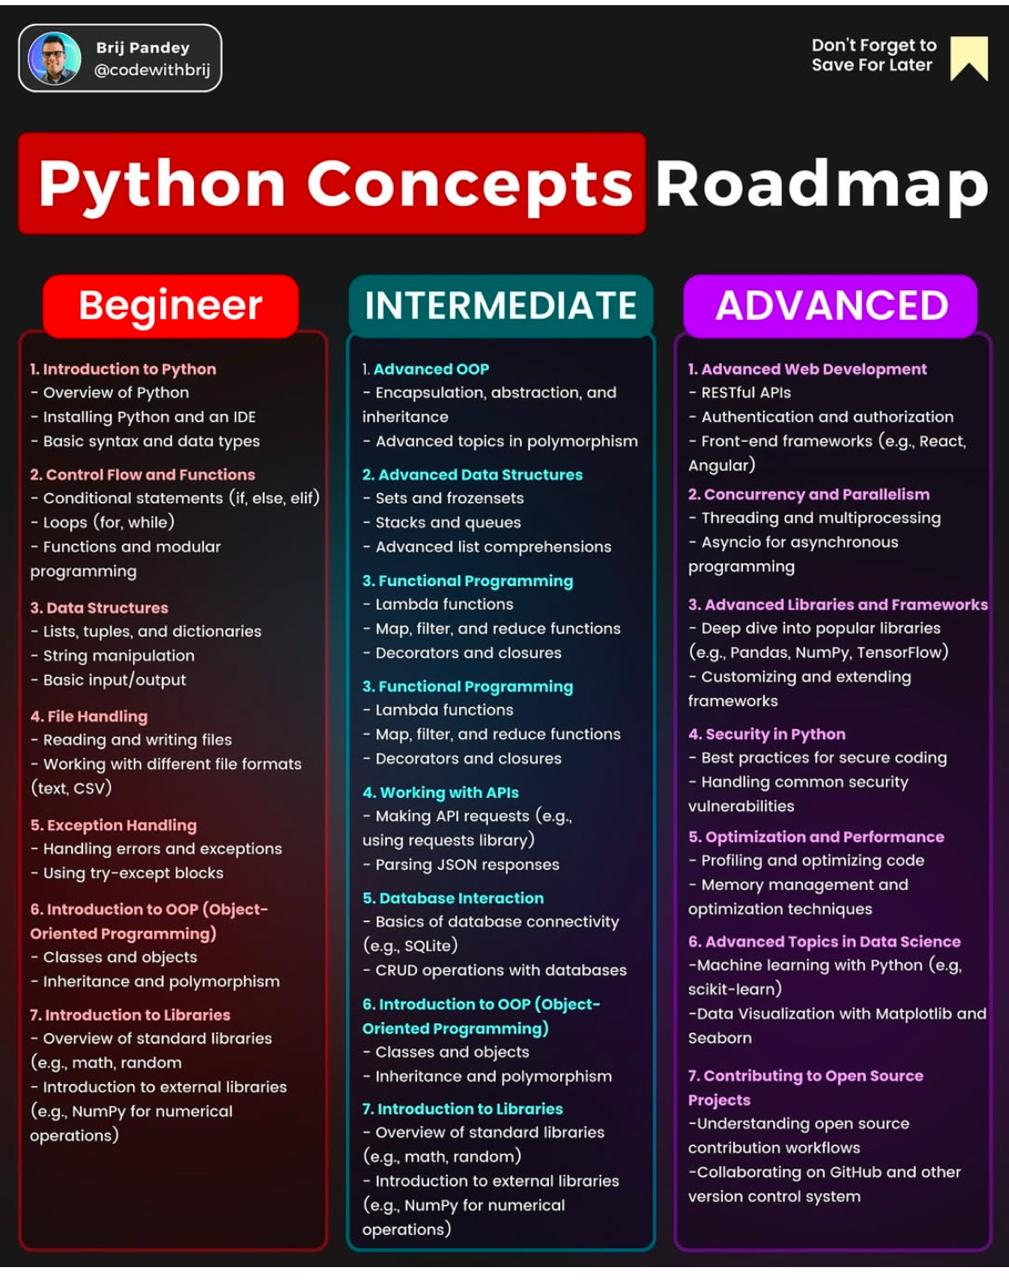 Brij Pandey
@codewithbrij
Don't Forget to
Save For Later
Python Concepts Roadmap
Begineer
1. Introduction to Python
- Overview of Python
- Installing Python and an IDE
- Basic syntax and data types
2. Control Flow and Functions
- Conditional statements (if, else, elif)
- Loops (for, while)
- Functions and modular
programming
3. Data Structures
- Lists, tuples, and dictionaries
- String manipulation
- Basic input/output
4. File Handling
- Reading and writing files
- Working with different file formats
(text, CSV)
5. Exception Handling
- Handling errors and exceptions
- Using try-except blocks
6. Introduction to OOP (Object-
Oriented Programming)
- Classes and objects
- Inheritance and polymorphism
7. Introduction to Libraries
- Overview of standard libraries
(e.g., math, random
- Introduction to external libraries
(e.g., NumPy for numerical
operations)
INTERMEDIATE
1. Advanced OOP
- Encapsulation, abstraction, and
inheritance
- Advanced topics in polymorphism
2. Advanced Data Structures
- Sets and frozensets
- Stacks and queues
- Advanced list comprehensions
3. Functional Programming
- Lambda functions
- Map, filter, and reduce functions
- Decorators and closures
3. Functional Programming
- Lambda functions
- Map, filter, and reduce functions
- Decorators and closures
4. Working with APIs
- Making API requests (e.g.,
using requests library)
- Parsing JSON responses
5. Database Interaction
- Basics of database connectivity
(e.g., SQLite)
- CRUD operations with databases
6. Introduction to OOP (Object-
Oriented Programming)
- Classes and objects
- Inheritance and polymorphism
7. Introduction to Libraries
- Overview of standard libraries
(e.g., math, random)
- Introduction to external libraries
(e.g., NumPy for numerical
operations)
ADVANCED
1. Advanced Web Development
- RESTful APIs
- Authentication and authorization
- Front-end frameworks (e.g., React,
Angular)
2. Concurrency and Parallelism
- Threading and multiprocessing
- Asyncio for asynchronous
programming
3. Advanced Libraries and Frameworks
- Deep dive into popular libraries
(e.g., Pandas, NumPy, TensorFlow)
- Customizing and extending
frameworks
4. Security in Python
- Best practices for secure coding
- Handling common security
vulnerabilities
5. Optimization and Performance
- Profiling and optimizing code
- Memory management and
optimization techniques
6. Advanced Topics in Data Science
-Machine learning with Python (e.g,
scikit-learn)
-Data Visualization with Matplotlib and
Seaborn
7. Contributing to Open Source
Projects
-Understanding open source
contribution workflows
-Collaborating on GitHub and other
version control system